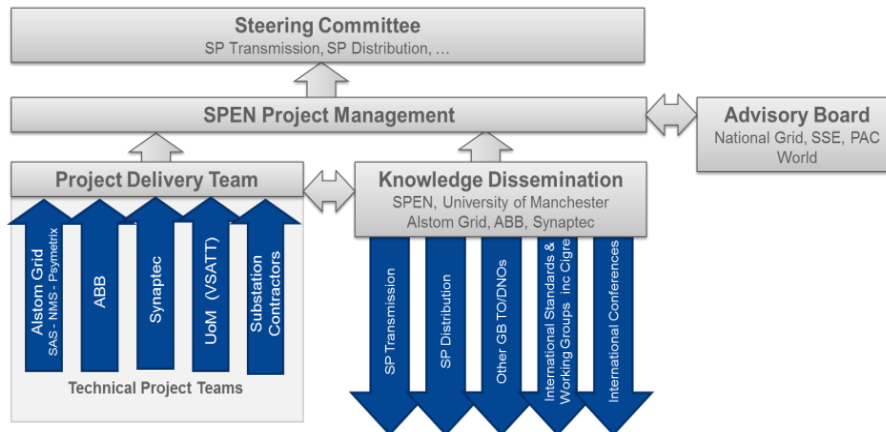 Steering Committee
SP Transmission, SP Distribution, ...
SPEN Project Management
Advisory Board
National Grid, SSE, PAC
World
Project Delivery Team
Knowledge Dissemination
SPEN, University of Manchester
Alstom Grid, ABB, Synaptec
Alstom Grid
SAS - NMS - Psymetrix
ABB
Synaptec
UoM (VSATT)
Substation
Contractors
Technical Project Teams
SP Transmission
SP Distribution
Other GB TO/DNOs
International Standards &
Working Groups inc Cigre
International Conferences